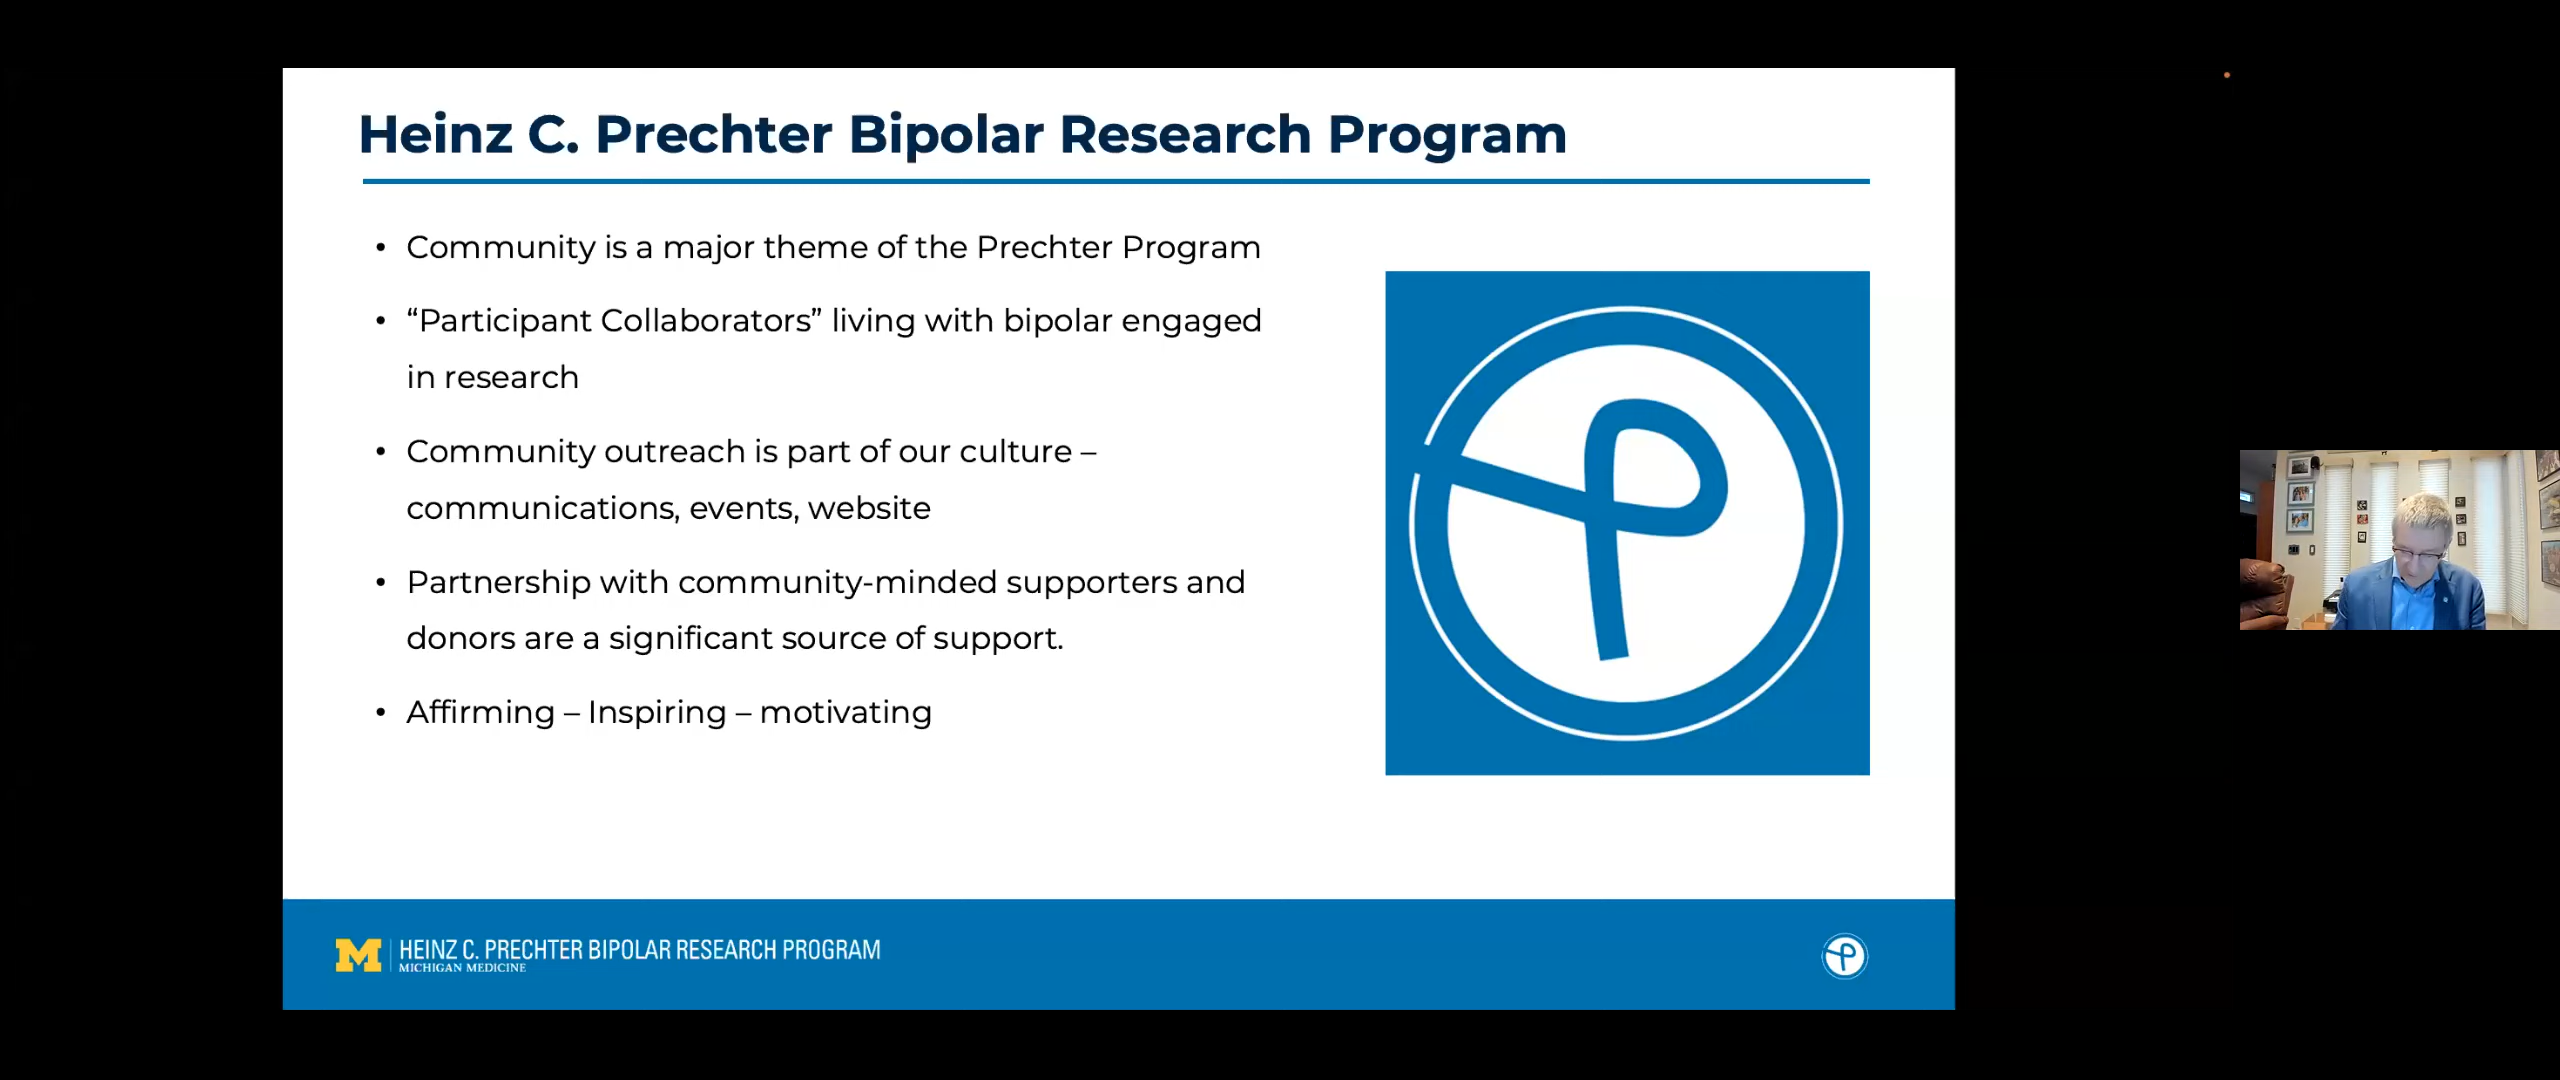 Heinz C. Prechter Bipolar Research Program
• Community is a major theme of the Prechter Program
• “Participant Collaborators” living with bipolar engaged
in research
• Community outreach is part of our culture –
communications, events, website
• Partnership with community-minded supporters and
donors are a significant source of support.
• Affirming – Inspiring – motivating
M HEINZ C. PRECHTER BIPOLAR RESEARCH PROGRAM
MICHIGAN MEDICINE